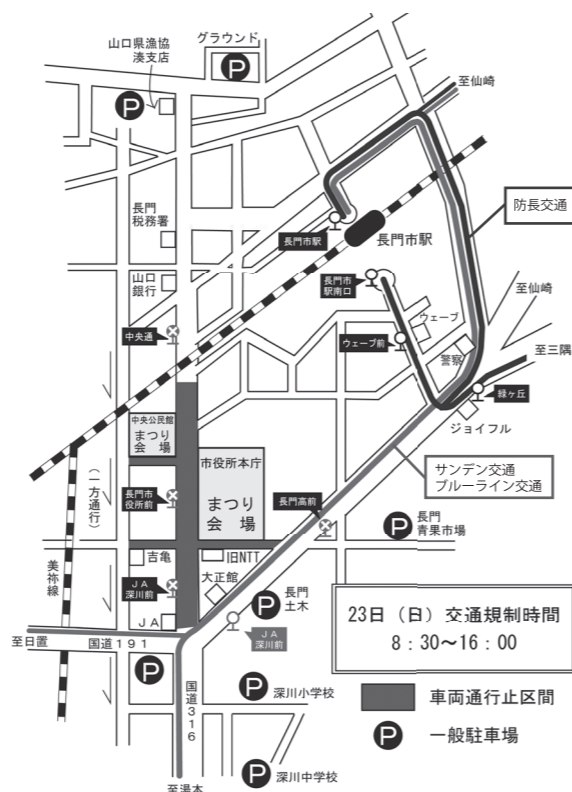 グラウンド
山口県漁協
湊支店
P
P
至仙崎
長門
税務署
防長交通
長門市駅
長門市駅
山口
銀行
長門市
駅南口
至仙崎
ウェーブ
中央通
ウェーブ前
警察
至三隅
緑ヶ丘
ジョイフル
中央公民館
まつり
会場
市役所本庁
まつり
会 場
サンデン交通
ブルーライン交通
(一方通行)
長門市
役所前
長門高前
P
長門
青果市場
美祢線
吉亀
旧NTT
JA
深川前
大正館
P
長門
土木
23日(日)交通規制時間
8:30〜16:00
JA
JA
深川前
至日置
国道191
P
国道316
P
深川小学校
車両通行止区間
P
一般駐車場
P
深川中学校
至湯本